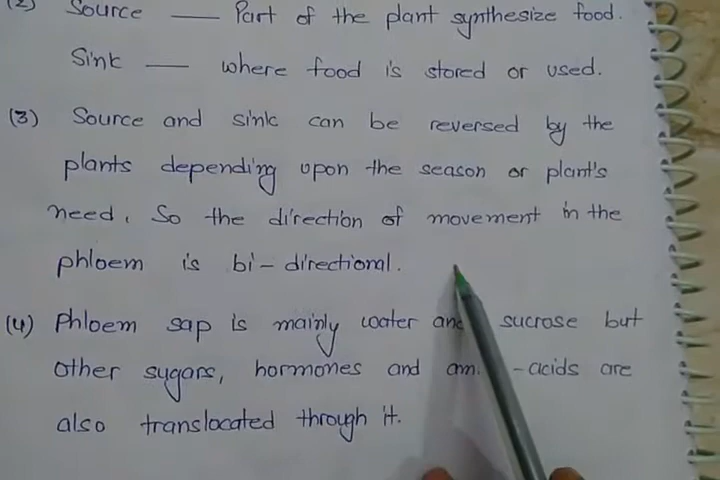 (2) Source — Part of the plant synthesize food.
Sink — where food is stored or used.
(3) Source and sink can be reversed by the
plants depending upon the season or plant's
need. So the direction of movement in the
phloem is bi-directional.
(4) Phloem sap is mainly water and sucrose but
other sugars, hormones and -acids are
also translocated through it.